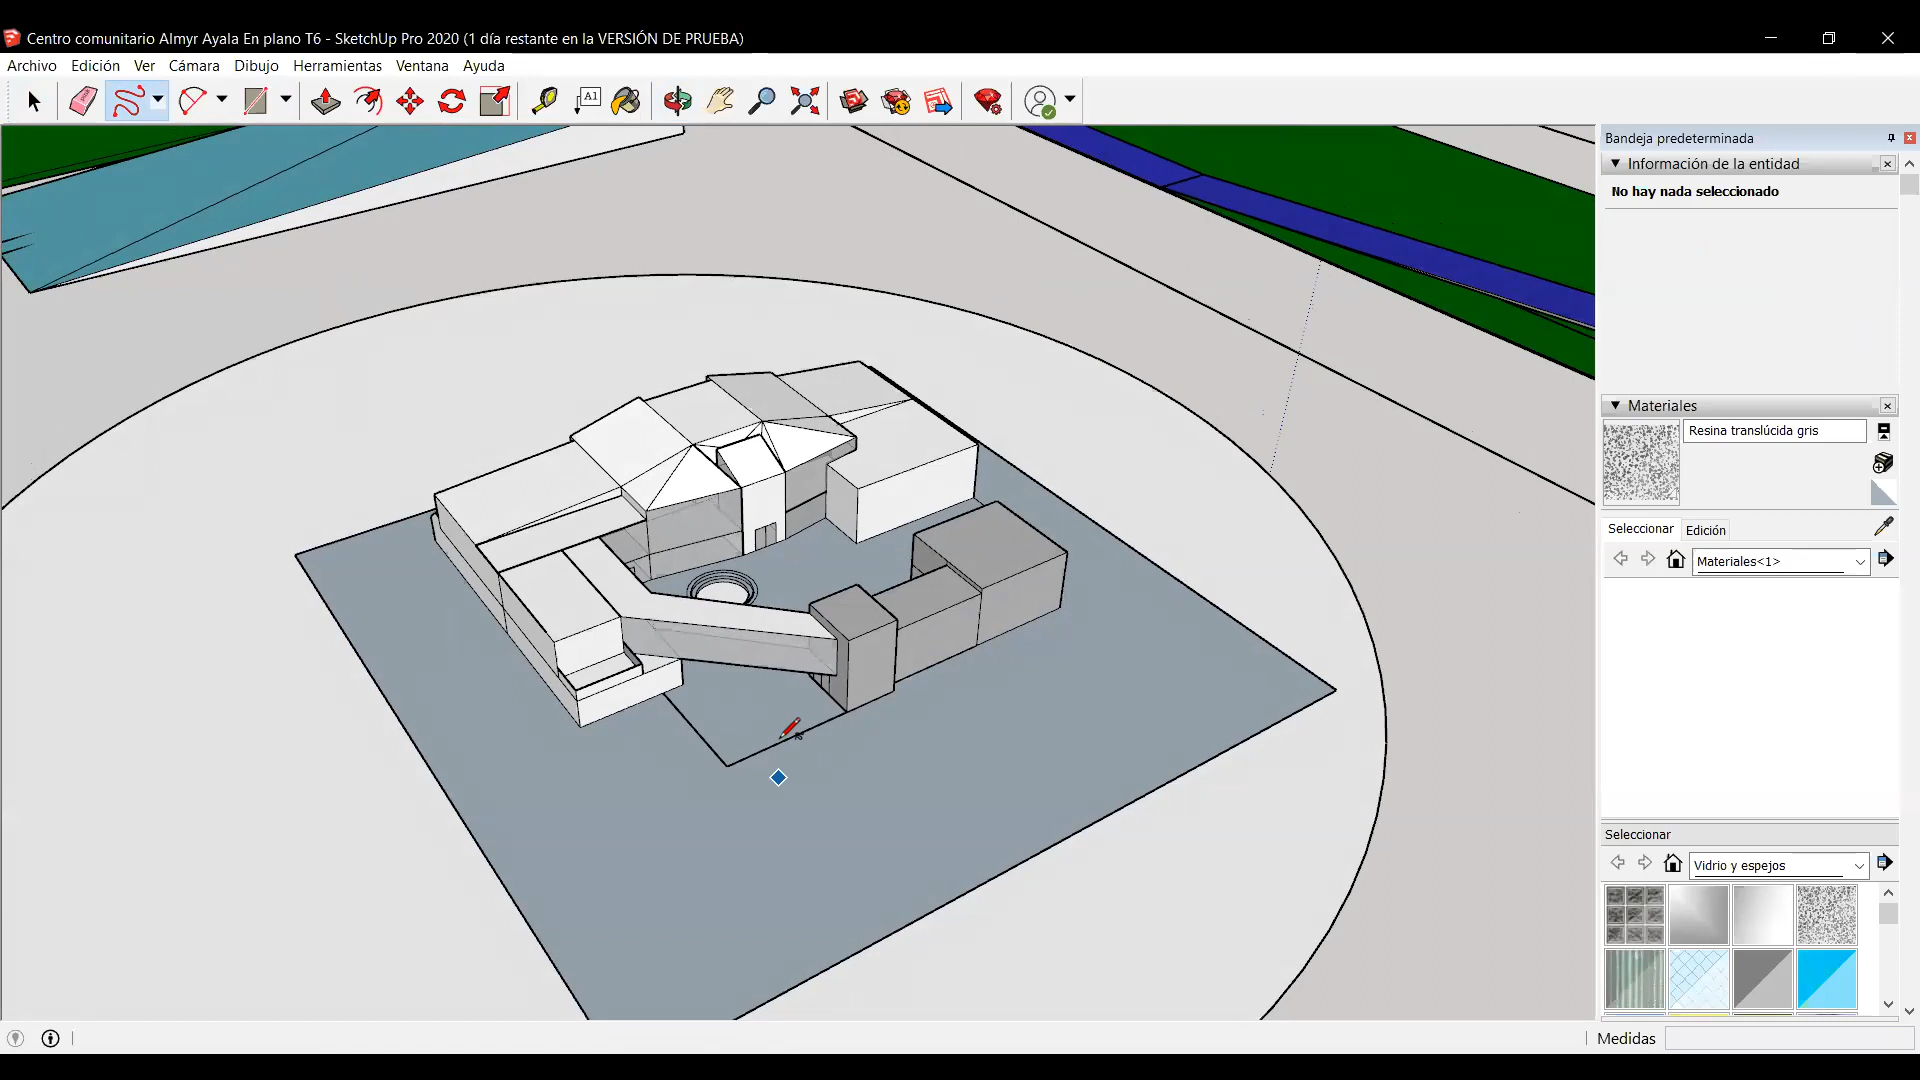 Centro comunitario Almyr Ayala En plano T6 - SketchUp Pro 2020 (1 día restante en la VERSIÓN DE PRUEBA)
Archivo Edición Ver Cámara Dibujo Herramientas Ventana Ayuda
A1
Bandeja predeterminada
Información de la entidad
No hay nada seleccionado
Materiales
Resina translúcida gris
Seleccionar Edición
Materiales<1>
Seleccionar
Vidrio y espejos
Medidas